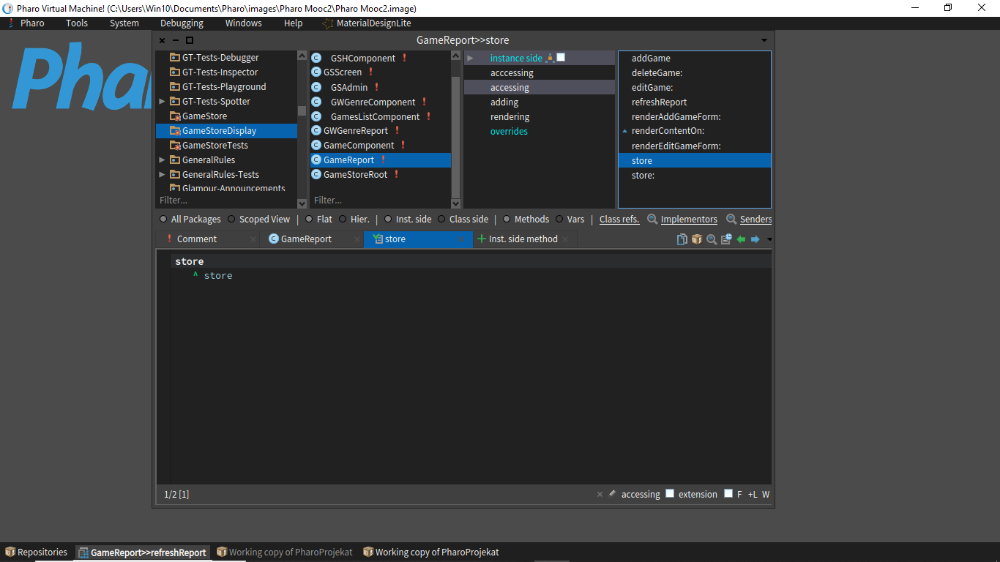 Pharo Virtual Machine! (C:\Users\Win10\Documents\Pharo\images\Pharo Mooc2\Pharo Mooc2.image)
Pharo Tools System Debugging Windows Help MaterialDesignLite
Phar
GameReport>>store
GT-Tests-Debugger
GT-Tests-Inspector
GT-Tests-Playground
GT-Tests-Spotter
GameStore
GameStoreDisplay
GameStoreTests
GeneralRules
GeneralRules-Tests
Glamour-Announcements
Filter...
GSHComponent
GSScreen
GSAdmin
GWGenreComponent
GamesListComponent
GWGenreReport
GameComponent
GameReport
GameStoreRoot
Filter...
instance side
acccessing
accessing
adding
rendering
overrides
addGame
deleteGame:
editGame:
refreshReport
renderAddGameForm:
renderContentOn:
renderEditGameForm:
store
store:
All Packages Scoped View | Flat Hier. | Inst. side Class side | Methods Vars Class refs. Implementors Senders
Comment GameReport store Inst. side method
store
^ store
1/2 [1] accessing extension F +L W
Repositories GameReport>>refreshReport Working copy of PharoProjekat Working copy of PharoProjekat